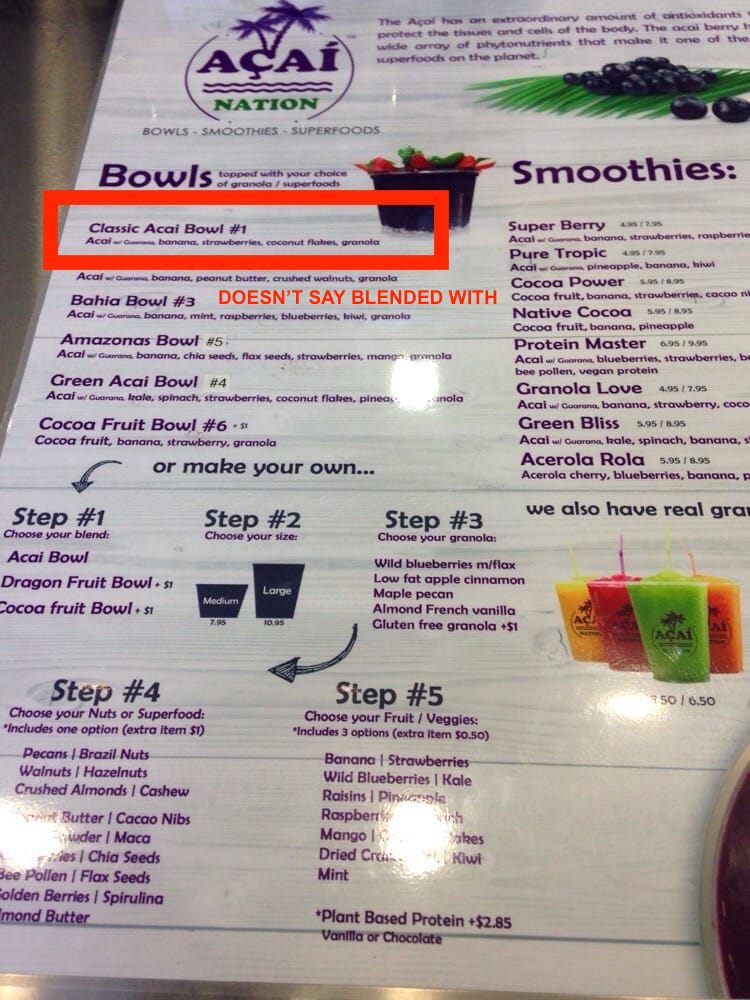 AÇAÍ
NATION
BOWLS - SMOOTHIES - SUPERFOODS
The Açaí has an extraordinary amount of antioxidants
protect the tissues and cells of the body. The acai berry
wide array of phytonutrients that make it one of the
superfoods on the planet.
Bowls topped with your choice
of granola / superfoods
Classic Acai Bowl #1
Acai w/ Guarana, banana, strawberries, coconut flakes, granola
Acai w/ Guarana, banana, peanut butter, crushed walnuts, granola
Bahia Bowl #3
DOESN'T SAY BLENDED WITH
Acai w/ Guarana, banana, mint, raspberries, blueberries, kiwi, granola
Amazonas Bowl #5
Acai w/ Guarana, banana, chia seeds, flax seeds, strawberries, mango, granola
Green Acai Bowl #4
Acai w/ Guarana, kale, spinach, strawberries, coconut flakes,
Cocoa Fruit Bowl #6 + $1
Cocoa fruit, banana, strawberry, granola
Smoothies:
Super Berry 4.95 / 7.95
Acai w/ Guarana, banana, strawberries,
Pure Tropic 4.95 / 7.95
Acai w/ Guarana, pineapple, banana, kiwi
Cocoa Power 5.95 / 8.95
Cocoa fruit, banana, strawberries, cacao
Native Cocoa 5.95 / 8.95
Cocoa fruit, banana, pineapple
Protein Master 6.95 / 9.95
Acai w/ Guarana, blueberries, strawberries,
bee pollen, vegan protein
Granola Love 4.95 / 7.95
Acai w/ Guarana, banana, strawberry,
Green Bliss 5.95 / 8.95
Acai w/ Guarana, kale, spinach, banana,
Acerola Rola 5.95 / 8.95
Acerola cherry, blueberries, banana,
or make your own...
we also have real
Step #1
Choose your blend:
Acai Bowl
Dragon Fruit Bowl + $1
Cocoa fruit Bowl + $1
Step #2
Choose your size:
Medium
Large
7.95
10.95
Step #3
Choose your granola:
Wild blueberries m/flax
Low fat apple cinnamon
Maple pecan
Almond French vanilla
Gluten free granola +$1
AÇAÍ
NATION
3.50 / 6.50
Step #4
Choose your Nuts or Superfood:
*Includes one option (extra item $1)
Pecans | Brazil Nuts
Walnuts | Hazelnuts
Crushed Almonds | Cashew
Butter | Cacao Nibs
| Maca
| Chia Seeds
Bee Pollen | Flax Seeds
Golden Berries | Spirulina
Almond Butter
Step #5
Choose your Fruit / Veggies:
*Includes 3 options (extra item $0.50)
Banana | Strawberries
Wild Blueberries | Kale
Raisins | Pineapple
Mango |
Dried | Kiwi
Mint
*Plant Based Protein +$2.85
Vanilla or Chocolate